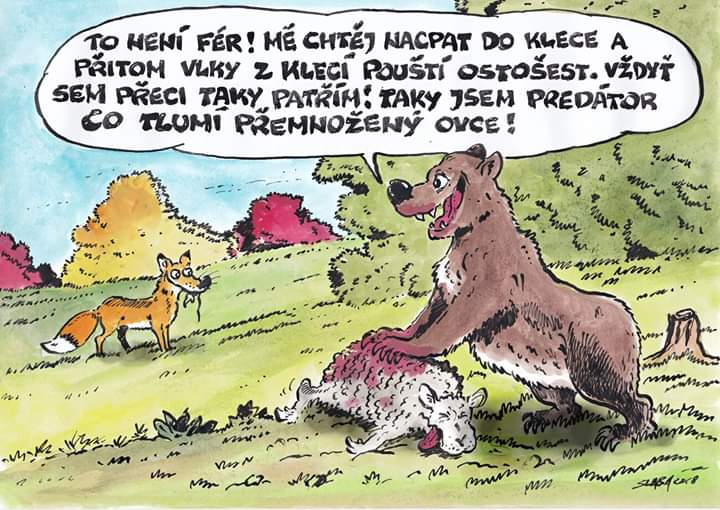 TO NENÍ FÉR! MĚ CHTĚJ NACPAT DO KLECE A
PŘITOM VLKY Z KLECÍ POUŠTÍ OSTOŠEST. VŽDYŤ
SEM PŘECI TAKY PATŘÍM! TAKY JSEM PREDÁTOR
CO TLUMÍ PŘEMNOŽENÝ OVCE!